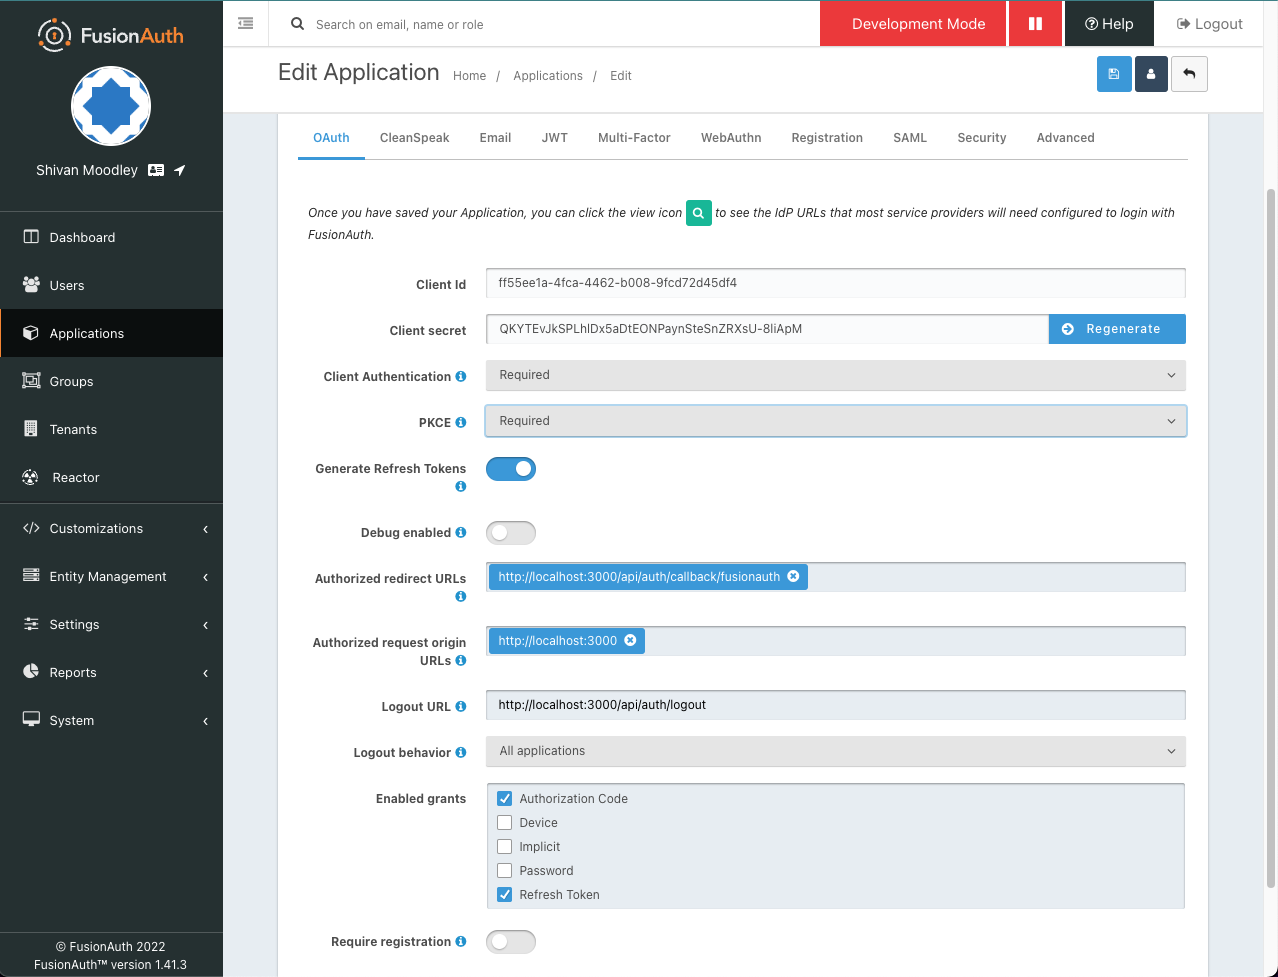 FusionAuth
Shivan Moodley
Dashboard
Users
Applications
Groups
Tenants
Reactor
Customizations
Entity Management
Settings
Reports
System
© FusionAuth 2022
FusionAuth™ version 1.41.3
Search on email, name or role
Development Mode
Help
Logout
Edit Application
Home / Applications / Edit
OAuth CleanSpeak Email JWT Multi-Factor WebAuthn Registration SAML Security Advanced
Once you have saved your Application, you can click the view icon to see the IdP URLs that most service providers will need configured to login with
FusionAuth.
Client Id ff55ee1a-4fca-4462-b008-9fcd72d45df4
Client secret QKYTEvJkSPLhlDx5aDtEONPaynSteSnZRXsU-8liApM Regenerate
Client Authentication Required
PKCE Required
Generate Refresh Tokens
Debug enabled
Authorized redirect URLs http://localhost:3000/api/auth/callback/fusionauth
Authorized request origin http://localhost:3000
URLs
Logout URL http://localhost:3000/api/auth/logout
Logout behavior All applications
Enabled grants Authorization Code
Device
Implicit
Password
Refresh Token
Require registration